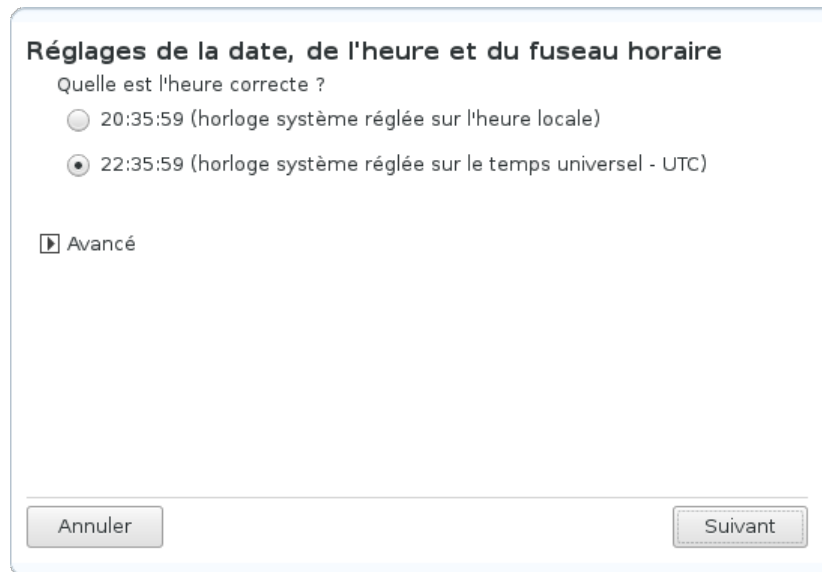 Réglages de la date, de l'heure et du fuseau horaire
Quelle est l'heure correcte ?
20:35:59 (horloge système réglée sur l'heure locale)
22:35:59 (horloge système réglée sur le temps universel - UTC)
Avancé
Annuler
Suivant